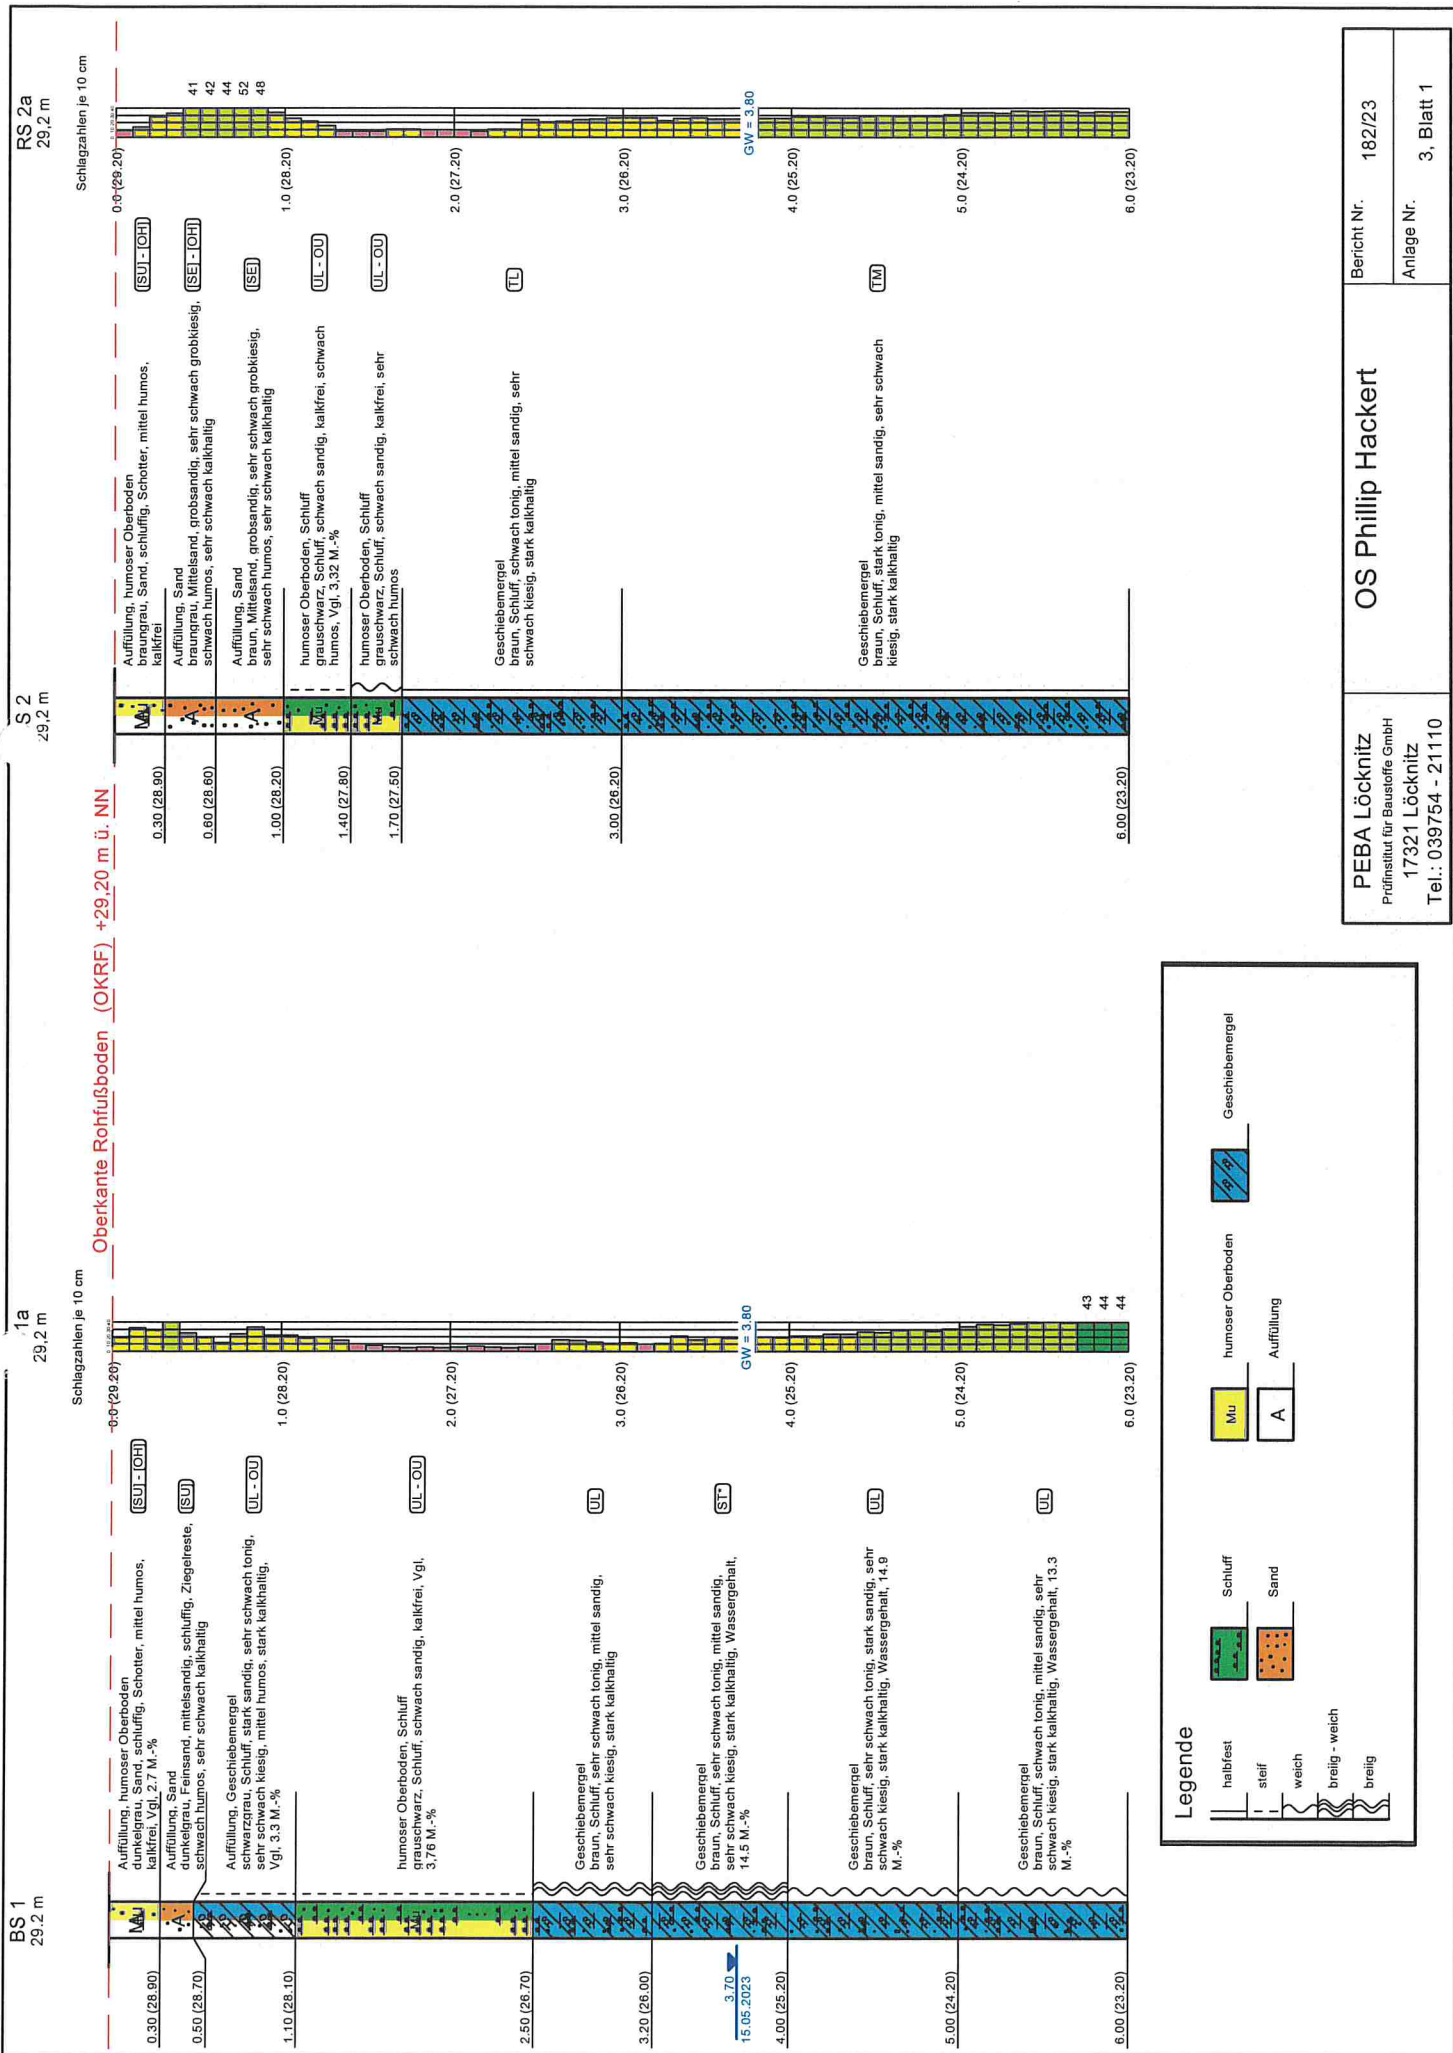 BS 1
29.2 m
0.30 (28.90)
0.50 (28.70)
1.10 (28.10)
2.50 (26.70)
3.20 (26.00)
3.70
15.05.2023
4.00 (25.20)
5.00 (24.20)
6.00 (23.20)
Mu
A
Mu
Auffüllung, humoser Oberboden
dunkelgrau, Sand, schluffig, Schotter, mittel humos,
kalkfrei, Vgl, 2.7 M.-%
[SU] - [OH]
Auffüllung, Sand
dunkelgrau, Feinsand, mittelsandig, schluffig, Ziegelreste,
schwach humos, sehr schwach kalkhaltig
[SU]
Auffüllung, Geschiebemergel
schwarzgrau, Schluff, stark sandig, sehr schwach tonig,
sehr schwach kiesig, mittel humos, stark kalkhaltig,
Vgl, 3.3 M.-%
UL - OU
humoser Oberboden, Schluff
grauschwarz, Schluff, schwach sandig, kalkfrei, Vgl,
3,76 M.-%
UL - OU
Geschiebemergel
braun, Schluff, sehr schwach tonig, mittel sandig,
sehr schwach kiesig, stark kalkhaltig
UL
Geschiebemergel
braun, Schluff, sehr schwach tonig, mittel sandig,
sehr schwach kiesig, stark kalkhaltig, Wassergehalt,
14.5 M.-%
ST*
Geschiebemergel
braun, Schluff, sehr schwach tonig, stark sandig, sehr
schwach kiesig, stark kalkhaltig, Wassergehalt, 14.9
M.-%
UL
Geschiebemergel
braun, Schluff, schwach tonig, mittel sandig, sehr
schwach kiesig, stark kalkhaltig, Wassergehalt, 13.3
M.-%
UL
1a
29,2 m
Schlagzahlen je 10 cm
0 10 20 30 40
0.0 (29.20)
1.0 (28.20)
2.0 (27.20)
3.0 (26.20)
GW = 3.80
4.0 (25.20)
5.0 (24.20)
6.0 (23.20)
43
44
44
Oberkante Rohfußboden (OKRF) +29,20 m ü. NN
S 2
29,2 m
0.30 (28.90)
0.60 (28.60)
1.00 (28.20)
1.40 (27.80)
1.70 (27.50)
3.00 (26.20)
6.00 (23.20)
Mu
A
A
Mu
Mu
Auffüllung, humoser Oberboden
braungrau, Sand, schluffig, Schotter, mittel humos,
kalkfrei
[SU] - [OH]
Auffüllung, Sand
braungrau, Mittelsand, grobsandig, sehr schwach grobkiesig,
schwach humos, sehr schwach kalkhaltig
[SE] - [OH]
Auffüllung, Sand
braun, Mittelsand, grobsandig, sehr schwach grobkiesig,
sehr schwach humos, sehr schwach kalkhaltig
[SE]
humoser Oberboden, Schluff
grauschwarz, Schluff, schwach sandig, kalkfrei, schwach
humos, Vgl, 3,32 M.-%
UL - OU
humoser Oberboden, Schluff
grauschwarz, Schluff, schwach sandig, kalkfrei, sehr
schwach humos
UL - OU
Geschiebemergel
braun, Schluff, schwach tonig, mittel sandig, sehr
schwach kiesig, stark kalkhaltig
TL
Geschiebemergel
braun, Schluff, stark tonig, mittel sandig, sehr schwach
kiesig, stark kalkhaltig
TM
RS 2a
29,2 m
Schlagzahlen je 10 cm
0 10 20 30 40
0.0 (29.20)
41
42
44
52
48
1.0 (28.20)
2.0 (27.20)
3.0 (26.20)
GW = 3.80
4.0 (25.20)
5.0 (24.20)
6.0 (23.20)
Legende
halbfest
steif
weich
breiig - weich
breiig
Schluff
Sand
Mu
humoser Oberboden
A
Auffüllung
Geschiebemergel
PEBA Löcknitz
Prüfinstitut für Baustoffe GmbH
17321 Löcknitz
Tel.: 039754 - 21110
OS Phillip Hackert
Bericht Nr.
182/23
Anlage Nr.
3, Blatt 1